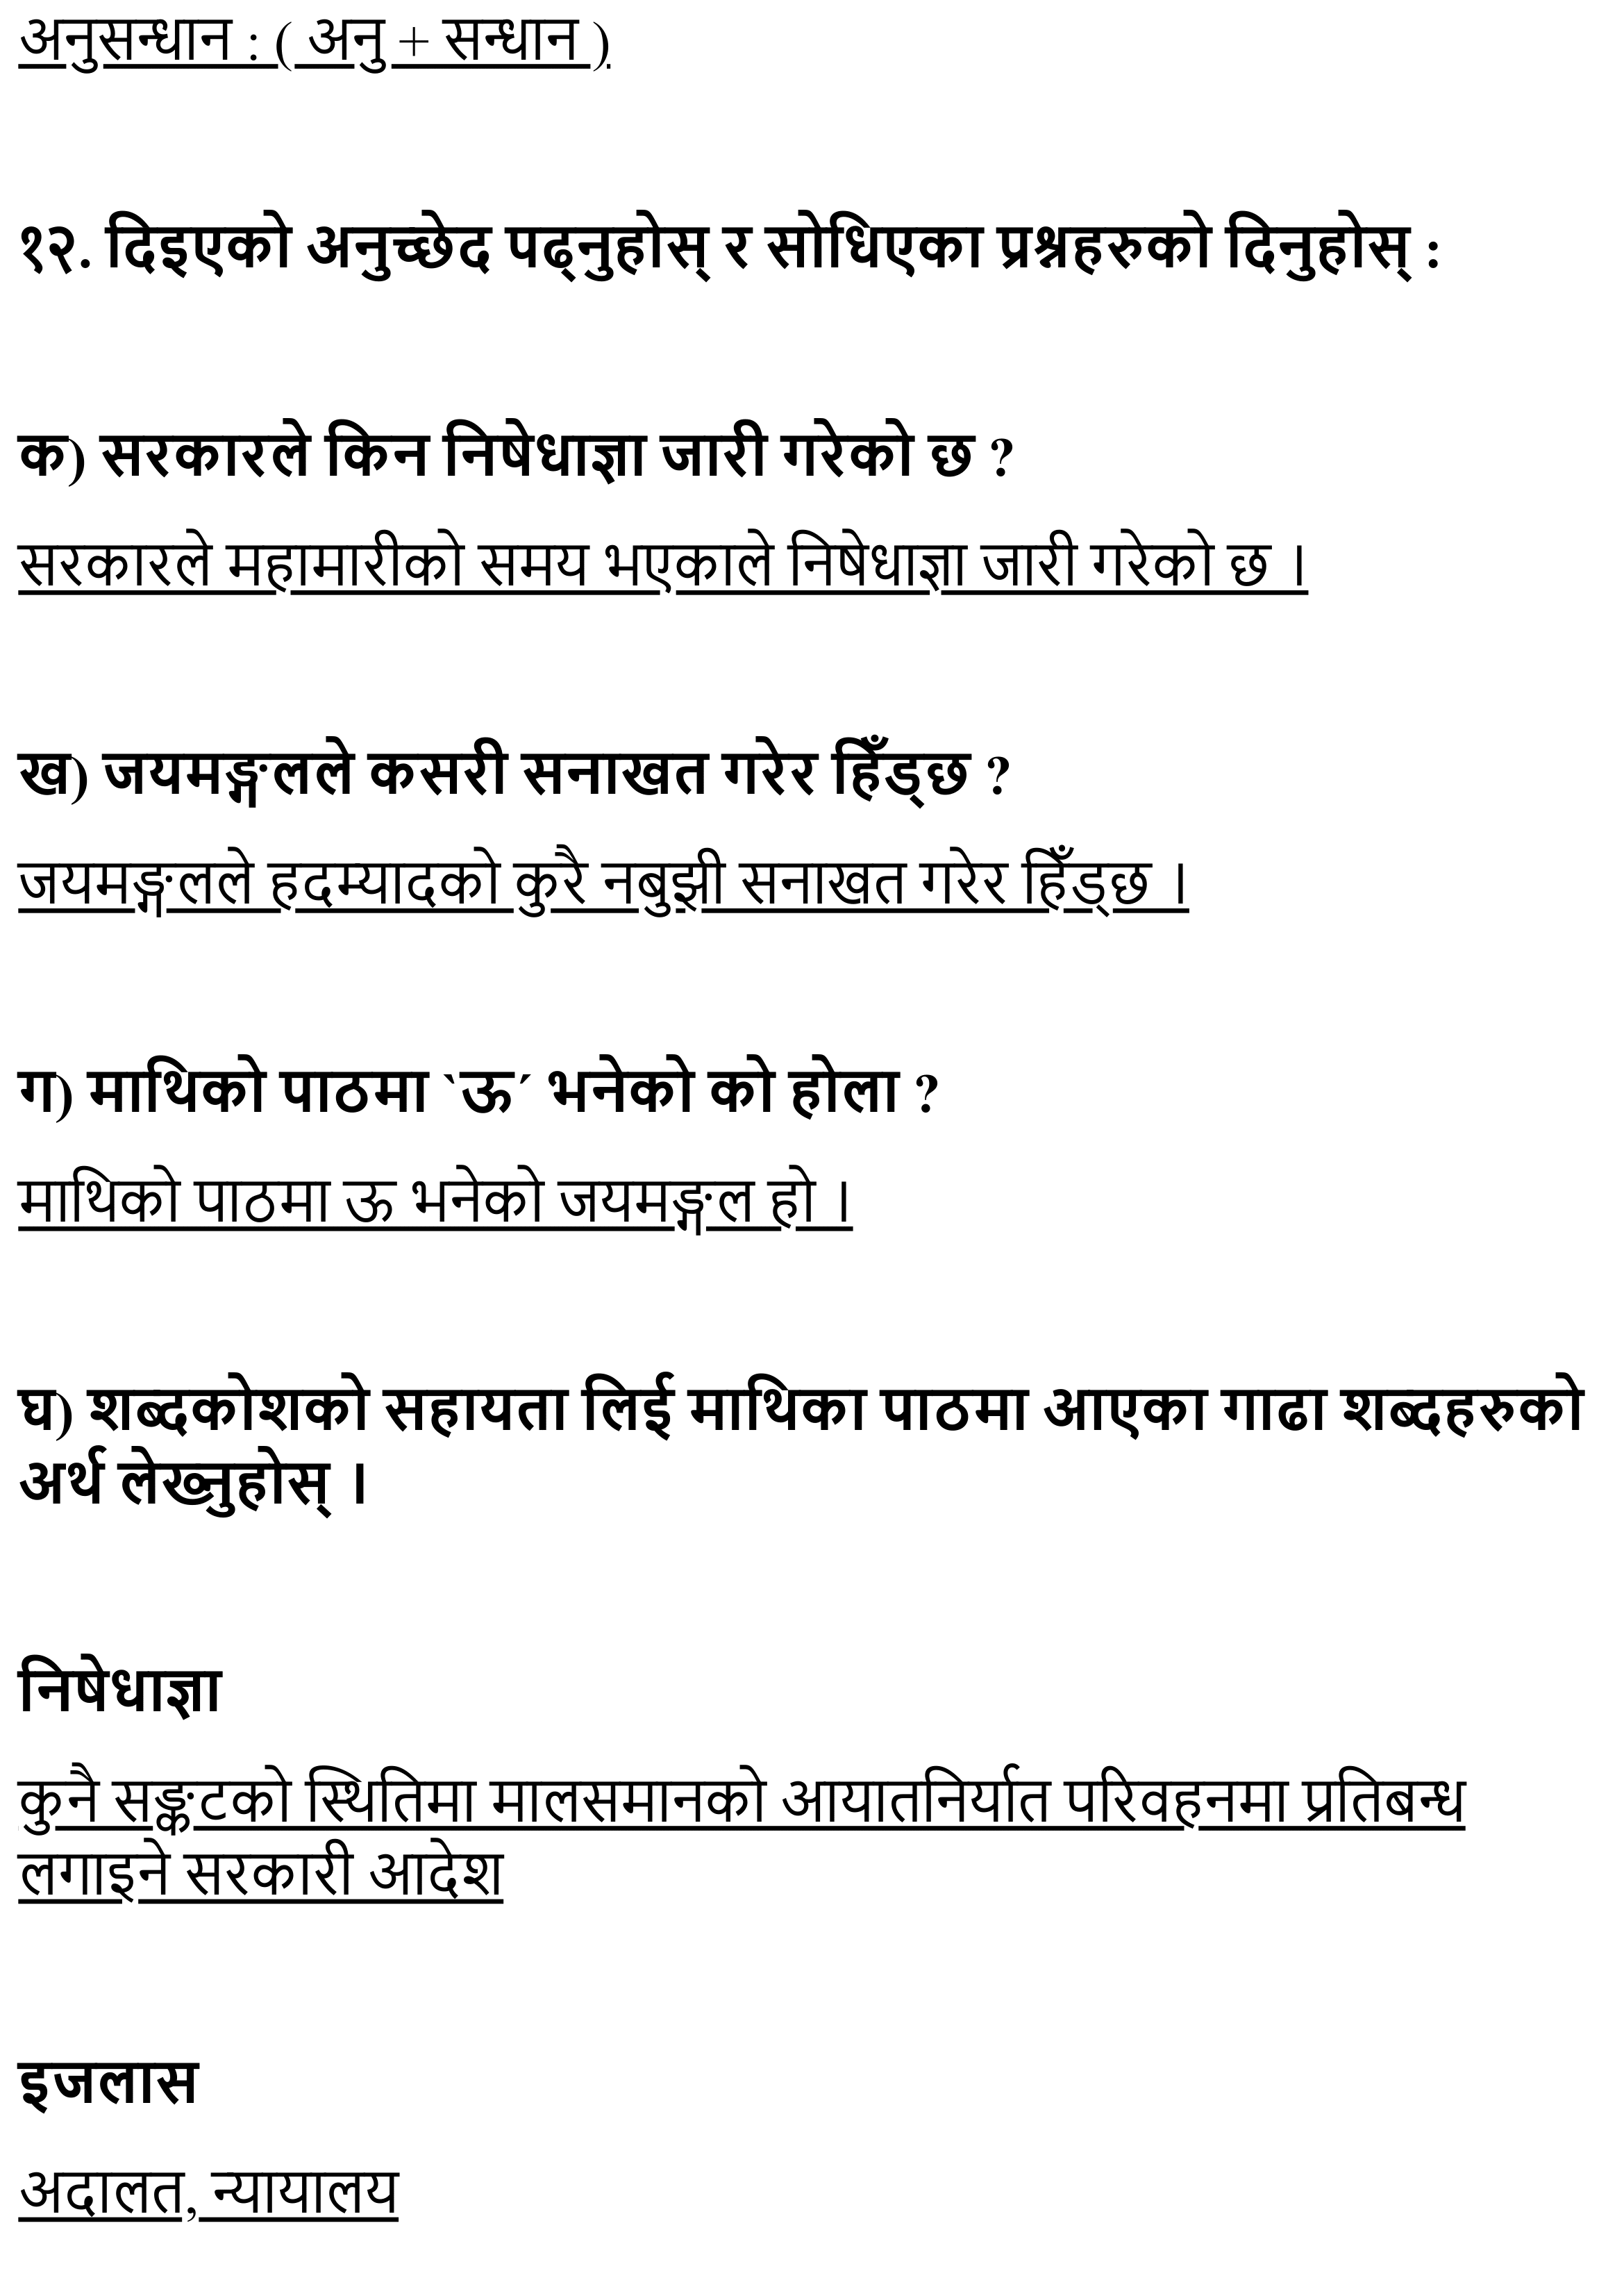 अनुसन्धान : ( अनु + सन्धान ).
१२. दिइएको अनुच्छेद पढ्नुहोस् र सोधिएका प्रश्नहरुको दिनुहोस् :
क) सरकारले किन निषेधाज्ञा जारी गरेको छ ?
सरकारले महामारीको समय भएकाले निषेधाज्ञा जारी गरेको छ ।
ख) जयमङ्गलले कसरी सनाखत गरेर हिँड्छ ?
जयमङ्गलले हदम्यादको कुरै नबुझी सनाखत गरेर हिँड्छ ।
ग) माथिको पाठमा `ऊ´ भनेको को होला ?
माथिको पाठमा ऊ भनेको जयमङ्गल हो ।
घ) शब्दकोशको सहायता लिई माथिका पाठमा आएका गाढा शब्दहरुको
अर्थ लेख्नुहोस् ।
निषेधाज्ञा
कुनै सङ्कटको स्थितिमा मालसमानको आयातनिर्यात परिवहनमा प्रतिबन्ध
लगाइने सरकारी आदेश
इजलास
अदालत, न्यायालय